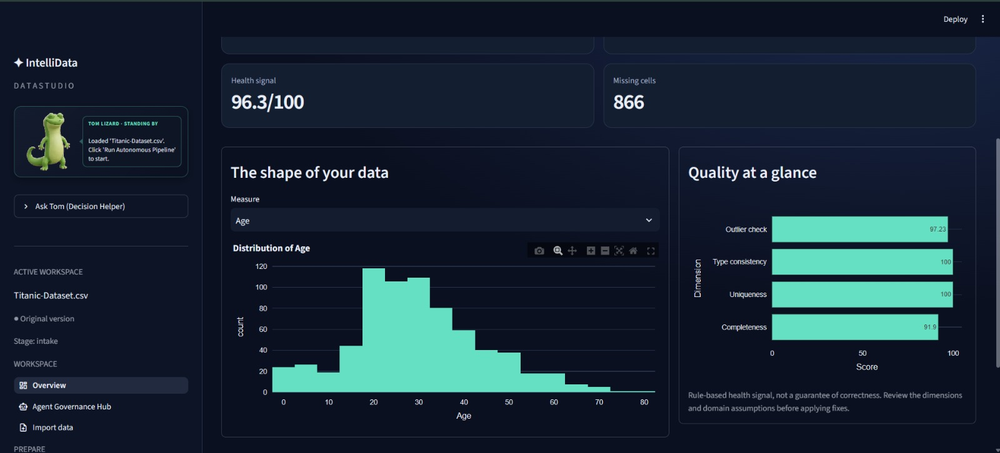 Deploy
IntelliData
DATASTUDIO
TOM LIZARD - STANDING BY
Loaded 'Titanic-Dataset.csv'.
Click 'Run Autonomous Pipeline'
to start.
Ask Tom (Decision Helper)
ACTIVE WORKSPACE
Titanic-Dataset.csv
Original version
Stage: intake
WORKSPACE
Overview
Agent Governance Hub
Import data
PREPARE
Health signal
96.3/100
Missing cells
866
The shape of your data
Measure
Age
Distribution of Age
120
100
80
60
40
20
0
count
0 10 20 30 40 50 60 70 80
Age
Quality at a glance
Dimension
Outlier check 97.23
Type consistency 100
Uniqueness 100
Completeness 91.9
0 50 100
Score
Rule-based health signal, not a guarantee of correctness. Review the dimensions
and domain assumptions before applying fixes.